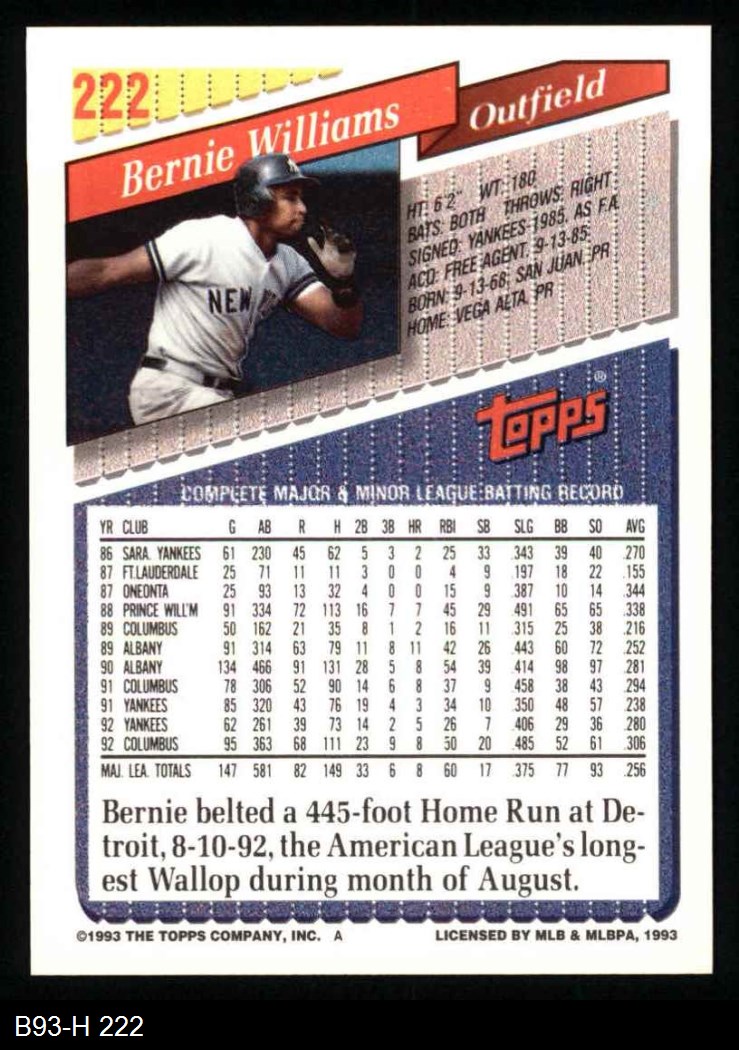 222
Bernie Williams
Outfield
NEW
HT: 6'2" WT: 180
BATS: BOTH THROWS: RIGHT
SIGNED: YANKEES-1985, AS F.A.
ACQ: FREE AGENT, 9-13-85
BORN: 9-13-68, SAN JUAN, PR
HOME: VEGA ALTA, PR
TOPPS®
COMPLETE MAJOR & MINOR LEAGUE BATTING RECORD
YR CLUB G AB R H 2B 3B HR RBI SB SLG BB SO AVG
86 SARA. YANKEES 61 230 45 62 5 3 2 25 33 .343 39 40 .270
87 FT.LAUDERDALE 25 71 11 11 3 0 0 4 9 .197 18 22 .155
87 ONEONTA 25 93 13 32 4 0 0 15 9 .387 10 14 .344
88 PRINCE WILL'M 91 334 72 113 16 7 7 45 29 .491 65 65 .338
89 COLUMBUS 50 162 21 35 8 1 2 16 11 .315 25 38 .216
89 ALBANY 91 314 63 79 11 8 11 42 26 .443 60 72 .252
90 ALBANY 134 466 91 131 28 5 8 54 39 .414 98 97 .281
91 COLUMBUS 78 306 52 90 14 6 8 37 9 .458 38 43 .294
91 YANKEES 85 320 43 76 19 4 3 34 10 .350 48 57 .238
92 YANKEES 62 261 39 73 14 2 5 26 7 .406 29 36 .280
92 COLUMBUS 95 363 68 111 23 9 8 50 20 .485 52 61 .306
MAJ. LEA. TOTALS 147 581 82 149 33 6 8 60 17 .375 77 93 .256
Bernie belted a 445-foot Home Run at De-
troit, 8-10-92, the American League's long-
est Wallop during month of August.
©1993 THE TOPPS COMPANY, INC. A LICENSED BY MLB & MLBPA, 1993
B93-H 222